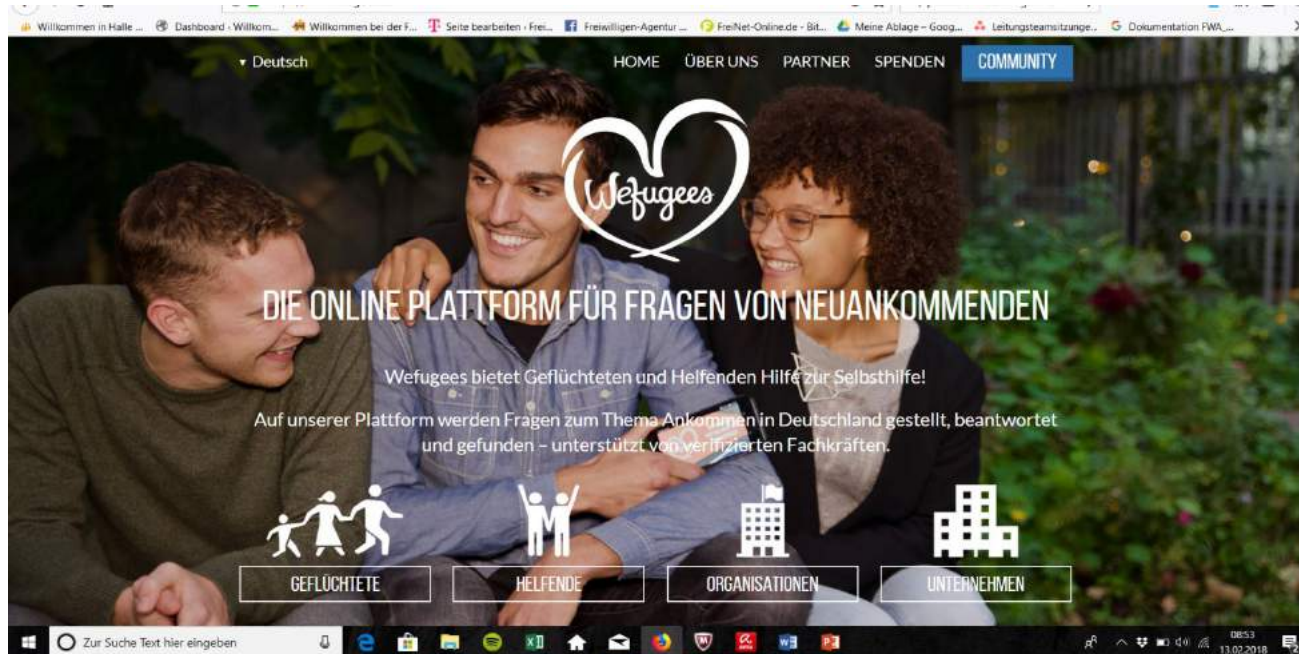 Willkommen in Halle ... Dashboard ‹ Willkom... Willkommen bei der F... Seite bearbeiten ‹ Frei... Freiwilligen-Agentur ... FreiNet-Online.de - Bit... Meine Ablage – Goog... Leitungsteamsitzunge... Dokumentation FWA_...
▾ Deutsch HOME ÜBER UNS PARTNER SPENDEN COMMUNITY
Wefugees
DIE ONLINE PLATTFORM FÜR FRAGEN VON NEUANKOMMENDEN
Wefugees bietet Geflüchteten und Helfenden Hilfe zur Selbsthilfe!
Auf unserer Plattform werden Fragen zum Thema Ankommen in Deutschland gestellt, beantwortet
und gefunden – unterstützt von verifizierten Fachkräften.
GEFLÜCHTETE HELFENDE ORGANISATIONEN UNTERNEHMEN
Zur Suche Text hier eingeben
08:53
13.02.2018